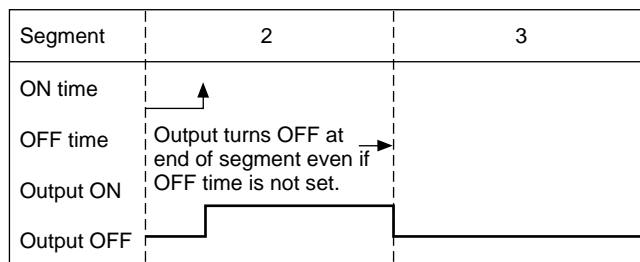 Segment 2 3
ON time
OFF time
Output turns OFF at
end of segment even if
OFF time is not set.
Output ON
Output OFF